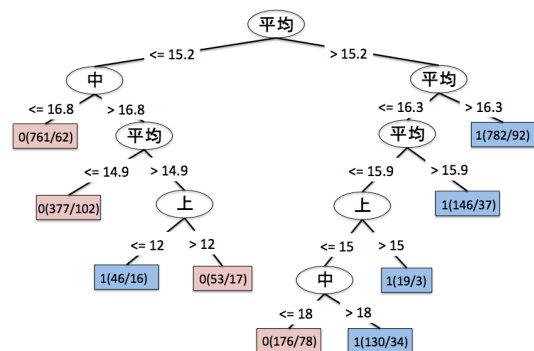 平均
<= 15.2 > 15.2
中 平均
<= 16.8 > 16.8 <= 16.3 > 16.3
0(761/62) 平均 平均 1(782/92)
<= 14.9 > 14.9 <= 15.9 > 15.9
0(377/102) 上 上 1(146/37)
<= 12 > 12 <= 15 > 15
1(46/16) 0(53/17) 中 1(19/3)
<= 18 > 18
0(176/78) 1(130/34)